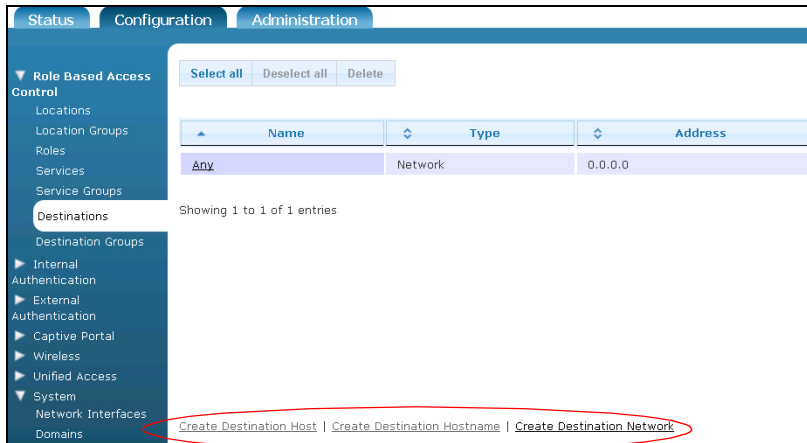 Status Configuration Administration
Role Based Access
Control
Locations
Location Groups
Roles
Services
Service Groups
Destinations
Destination Groups
Internal
Authentication
External
Authentication
Captive Portal
Wireless
Unified Access
System
Network Interfaces
Domains
Select all Deselect all Delete
Name Type Address
Any Network 0.0.0.0
Showing 1 to 1 of 1 entries
Create Destination Host | Create Destination Hostname | Create Destination Network